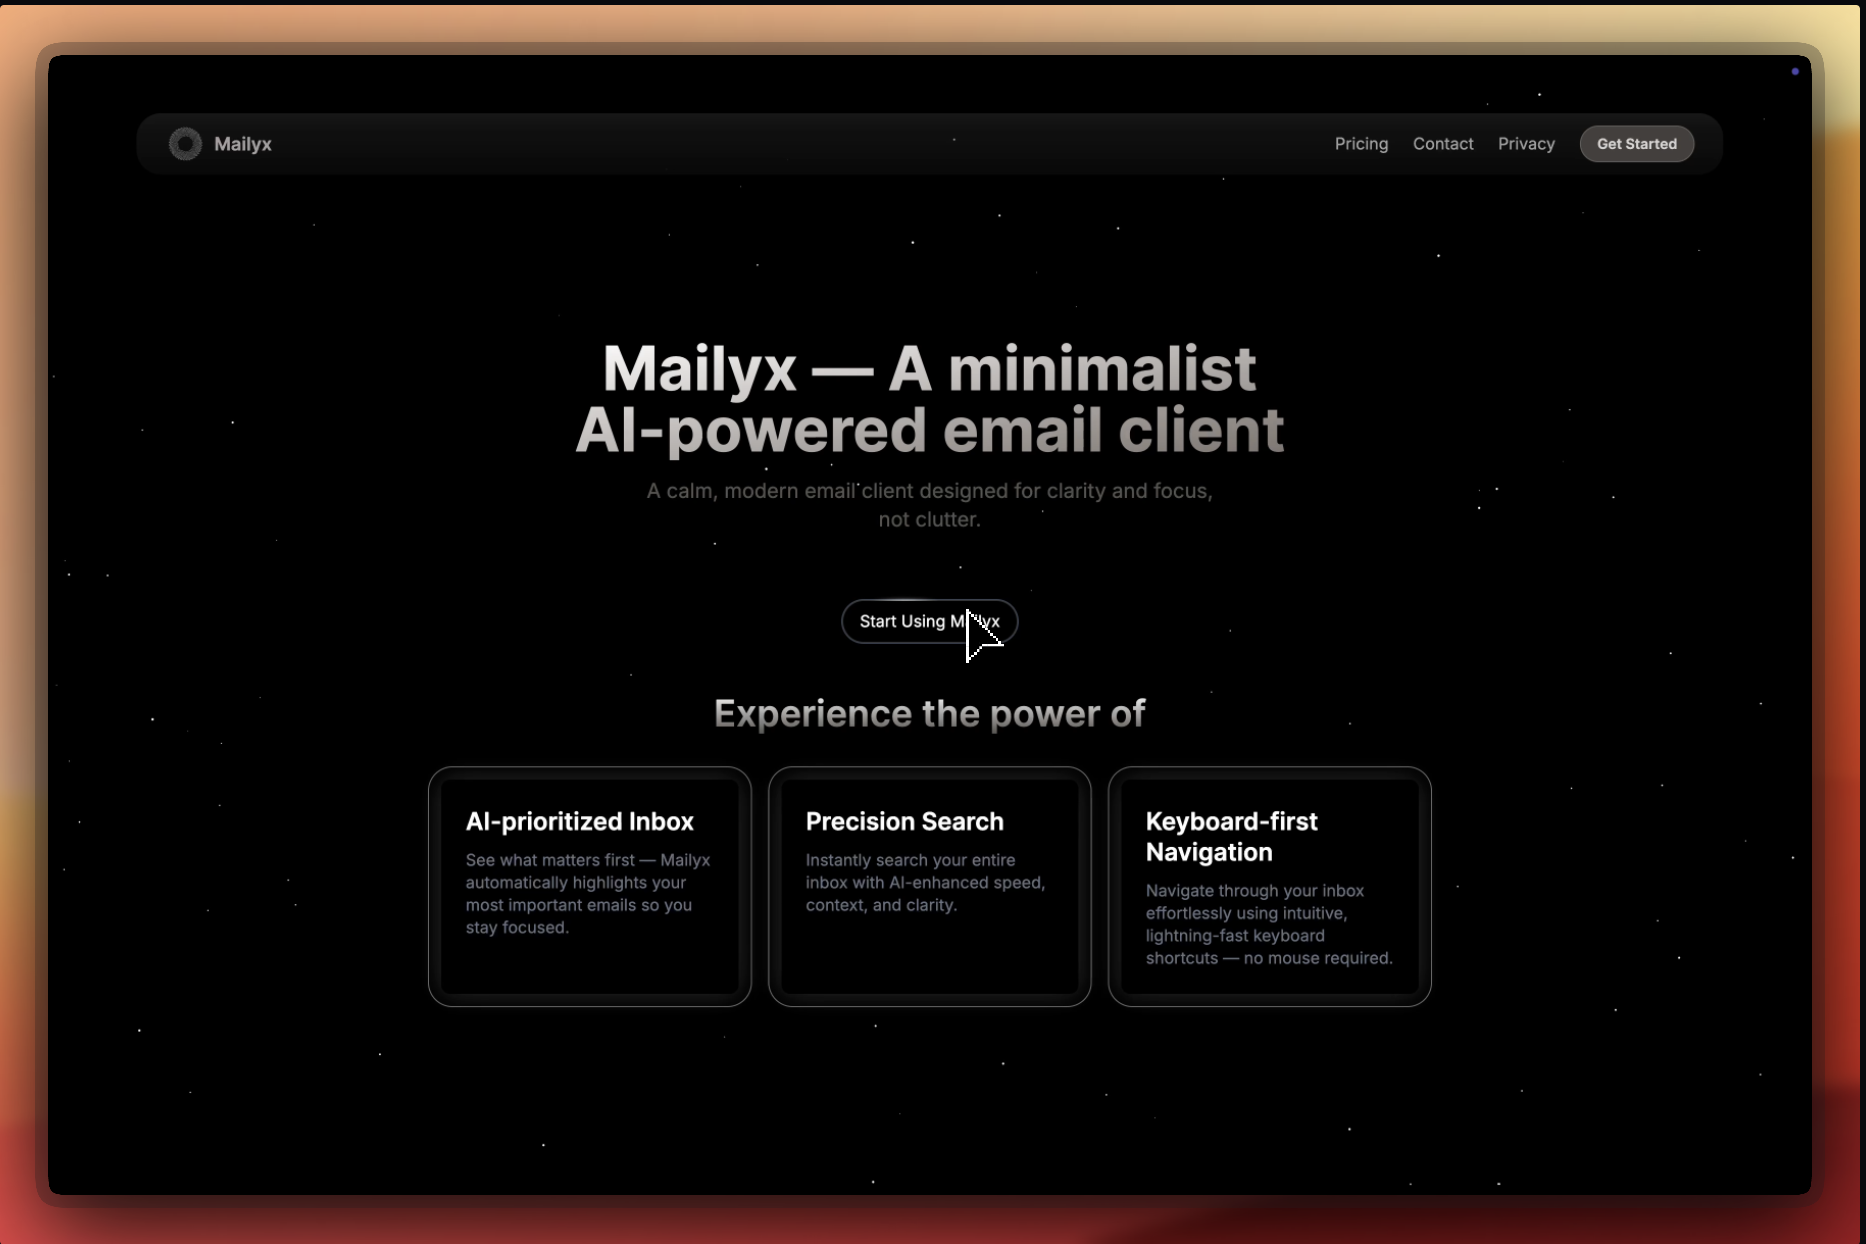 Mailyx
Pricing
Contact
Privacy
Get Started
Mailyx — A minimalist
AI-powered email client
A calm, modern email client designed for clarity and focus,
not clutter.
Start Using Mailyx
Experience the power of
AI-prioritized Inbox
See what matters first — Mailyx
automatically highlights your
most important emails so you
stay focused.
Precision Search
Instantly search your entire
inbox with AI-enhanced speed,
context, and clarity.
Keyboard-first
Navigation
Navigate through your inbox
effortlessly using intuitive,
lightning-fast keyboard
shortcuts — no mouse required.